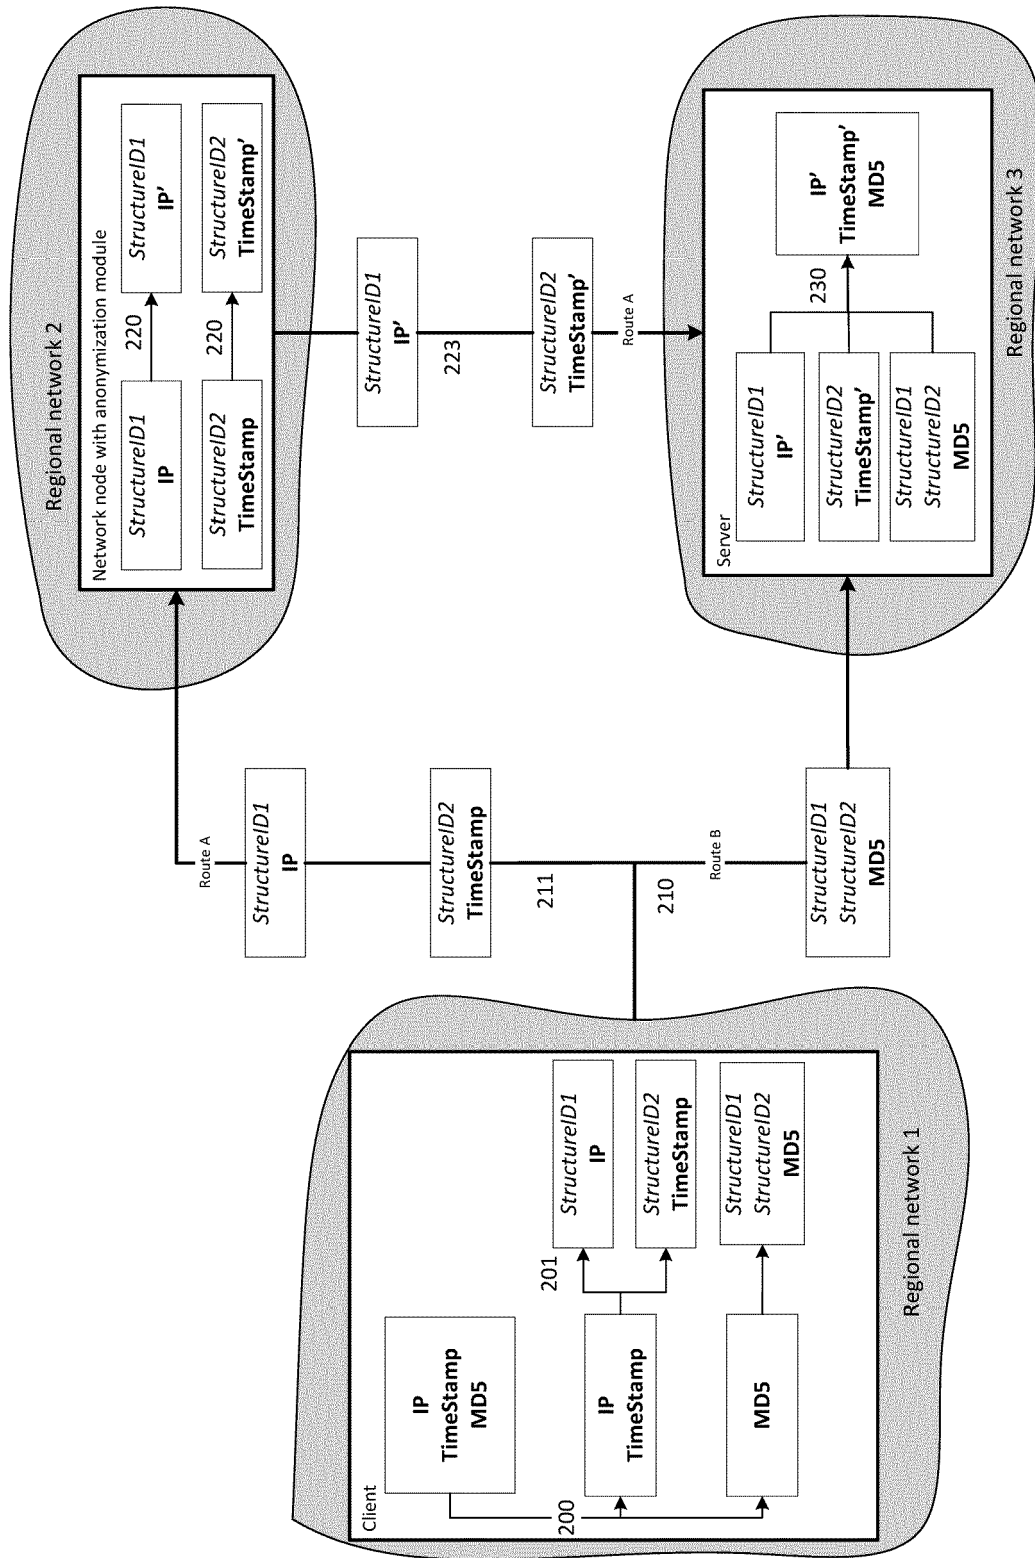 Client
IP
TimeStamp
MD5
200
IP
TimeStamp
MD5
201
StructureID1
IP
StructureID2
TimeStamp
StructureID1
StructureID2
MD5
Regional network 1
Route A
StructureID1
IP
StructureID2
TimeStamp
211
210
Route B
StructureID1
StructureID2
MD5
Regional network 2
Network node with anonymization module
StructureID1
IP
220
StructureID1
IP'
StructureID2
TimeStamp
220
StructureID2
TimeStamp'
StructureID1
IP'
223
StructureID2
TimeStamp'
Route A
Server
StructureID1
IP'
StructureID2
TimeStamp'
StructureID1
StructureID2
MD5
230
IP'
TimeStamp'
MD5
Regional network 3